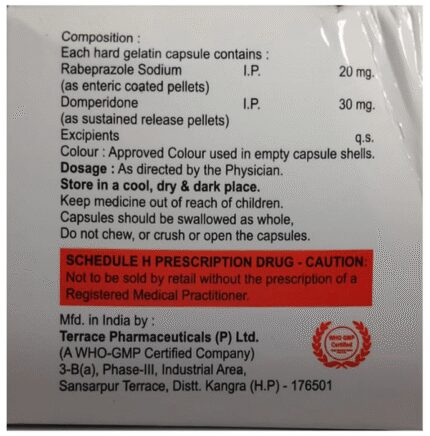 Composition :
Each hard gelatin capsule contains :
Rabeprazole Sodium I.P. 20 mg.
(as enteric coated pellets)
Domperidone I.P. 30 mg.
(as sustained release pellets)
Excipients q.s.
Colour : Approved Colour used in empty capsule shells.
Dosage : As directed by the Physician.
Store in a cool, dry & dark place.
Keep medicine out of reach of children.
Capsules should be swallowed as whole,
Do not chew, or crush or open the capsules.
SCHEDULE H PRESCRIPTION DRUG - CAUTION:
Not to be sold by retail without the prescription of a
Registered Medical Practitioner.
Mfd. in India by :
Terrace Pharmaceuticals (P) Ltd.
(A WHO-GMP Certified Company)
3-B(a), Phase-III, Industrial Area,
Sansarpur Terrace, Distt. Kangra (H.P) - 176501
WHO GMP
Certified